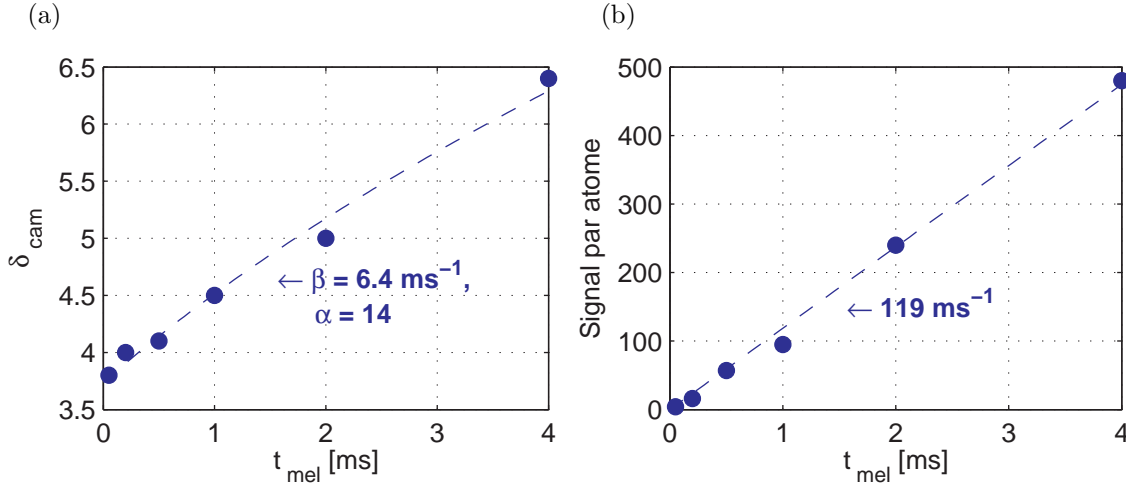 (a)
6.5
6
5.5
5
4.5
4
3.5
0 1 2 3 4
δ cam
t mel [ms]
← β = 6.4 ms−1,
α = 14
(b)
500
400
300
200
100
0
0 1 2 3 4
Signal par atome
t mel [ms]
← 119 ms−1